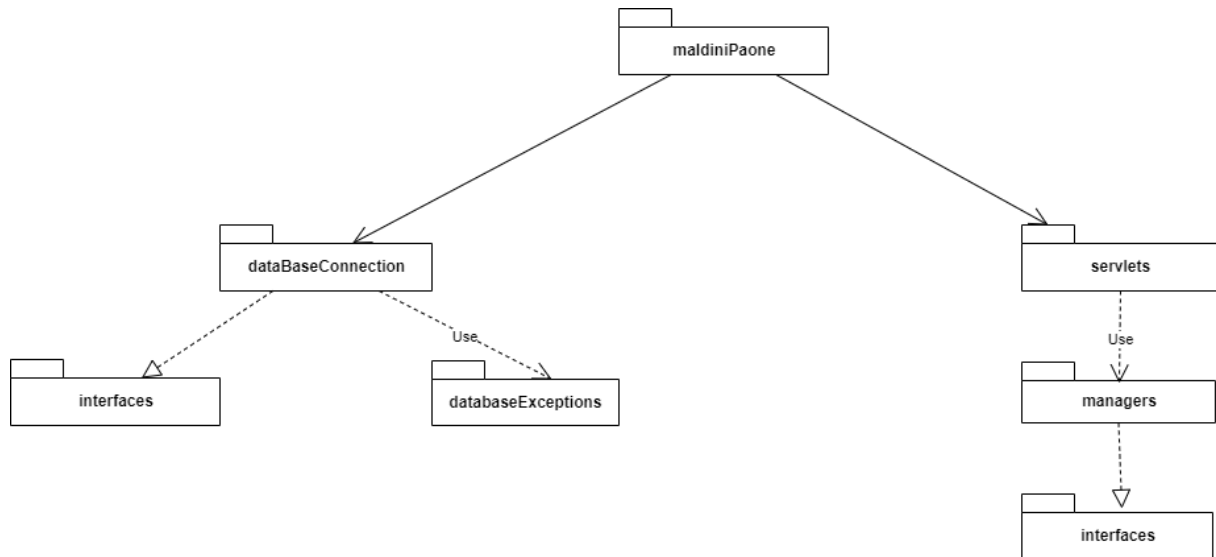 maldiniPaone
dataBaseConnection
servlets
Use
Use
interfaces
databaseExceptions
managers
interfaces